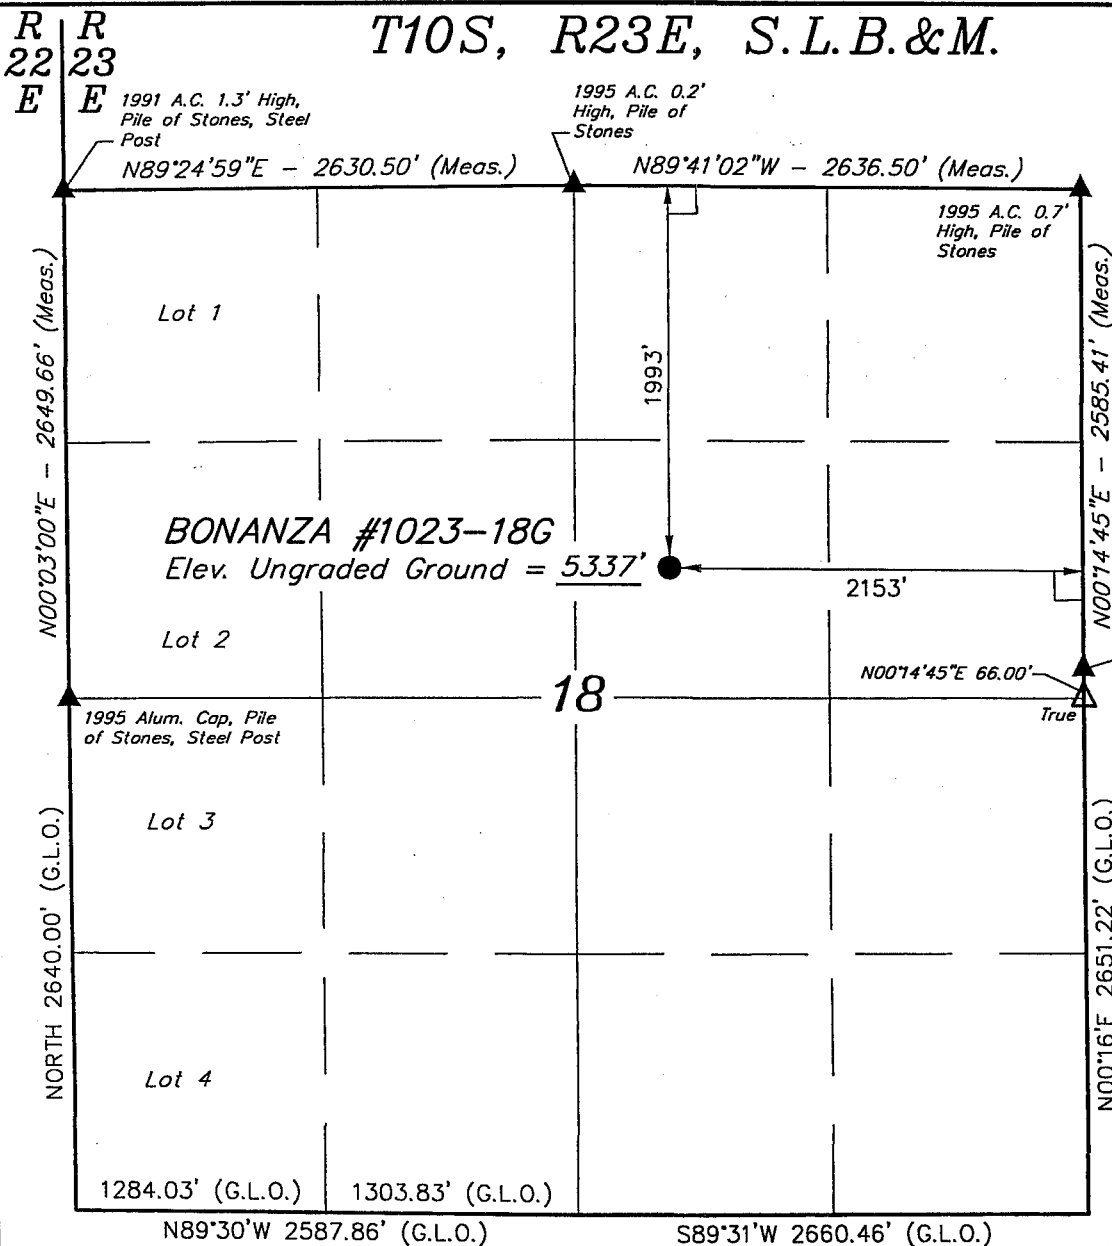 T10S, R23E, S.L.B.&M.
R R
22 23
E E
1991 A.C. 1.3' High,
Pile of Stones, Steel
Post
1995 A.C. 0.2'
High, Pile of
Stones
N89°24'59"E - 2630.50' (Meas.)
N89°41'02"W - 2636.50' (Meas.)
1995 A.C. 0.7'
High, Pile of
Stones
Lot 1
N00°03'00"E - 2649.66' (Meas.)
1993'
N00°14'45"E - 2585.41' (Meas.)
BONANZA #1023-18G
Elev. Ungraded Ground = 5337'
2153'
Lot 2
N00°14'45"E 66.00'
18
True
1995 Alum. Cap, Pile
of Stones, Steel Post
Lot 3
NORTH 2640.00' (G.L.O.)
N00°16'E 2651.22' (G.L.O.)
Lot 4
1284.03' (G.L.O.)
1303.83' (G.L.O.)
N89°30'W 2587.86' (G.L.O.)
S89°31'W 2660.46' (G.L.O.)